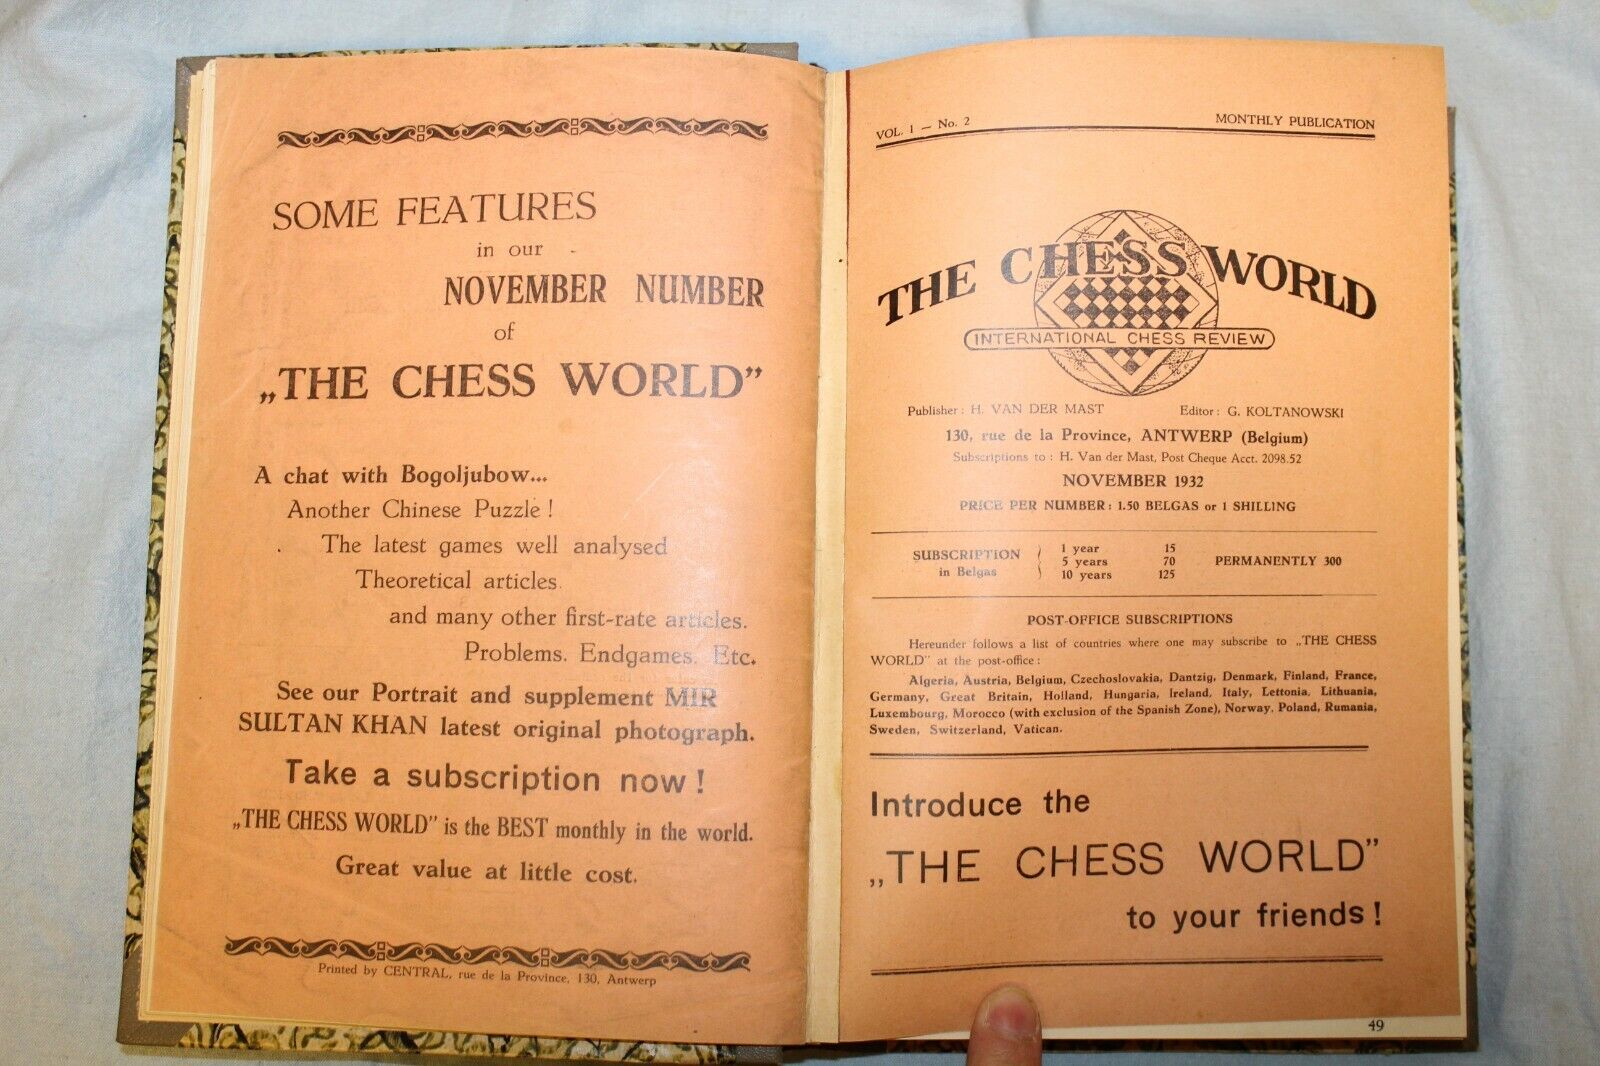 SOME FEATURES
in our
NOVEMBER NUMBER
of
„THE CHESS WORLD”
A chat with Bogoljubow...
Another Chinese Puzzle !
The latest games well analysed
Theoretical articles
and many other first-rate articles.
Problems. Endgames. Etc.
See our Portrait and supplement MIR
SULTAN KHAN latest original photograph.
Take a subscription now !
„THE CHESS WORLD” is the BEST monthly in the world.
Great value at little cost.
Printed by CENTRAL, rue de la Province, 130, Antwerp
VOL. 1 — No. 2 MONTHLY PUBLICATION
THE CHESS WORLD
INTERNATIONAL CHESS REVIEW
Publisher : H. VAN DER MAST Editor : G. KOLTANOWSKI
130, rue de la Province, ANTWERP (Belgium)
Subscriptions to : H. Van der Mast, Post Cheque Acct. 2098.52
NOVEMBER 1932
PRICE PER NUMBER : 1.50 BELGAS or 1 SHILLING
SUBSCRIPTION in Belgas
1 year 15
5 years 70
10 years 125
PERMANENTLY 300
POST-OFFICE SUBSCRIPTIONS
Hereunder follows a list of countries where one may subscribe to „THE CHESS
WORLD” at the post-office :
Algeria, Austria, Belgium, Czechoslovakia, Dantzig, Denmark, Finland, France,
Germany, Great Britain, Holland, Hungaria, Ireland, Italy, Lettonia, Lithuania,
Luxembourg, Morocco (with exclusion of the Spanish Zone), Norway, Poland, Rumania,
Sweden, Switzerland, Vatican.
Introduce the
„THE CHESS WORLD”
to your friends !
49